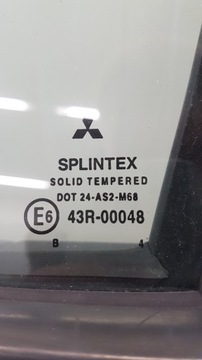 SPLINTEX
SOLID TEMPERED
DOT 24-AS2-M68
E6 43R-00048
B 4